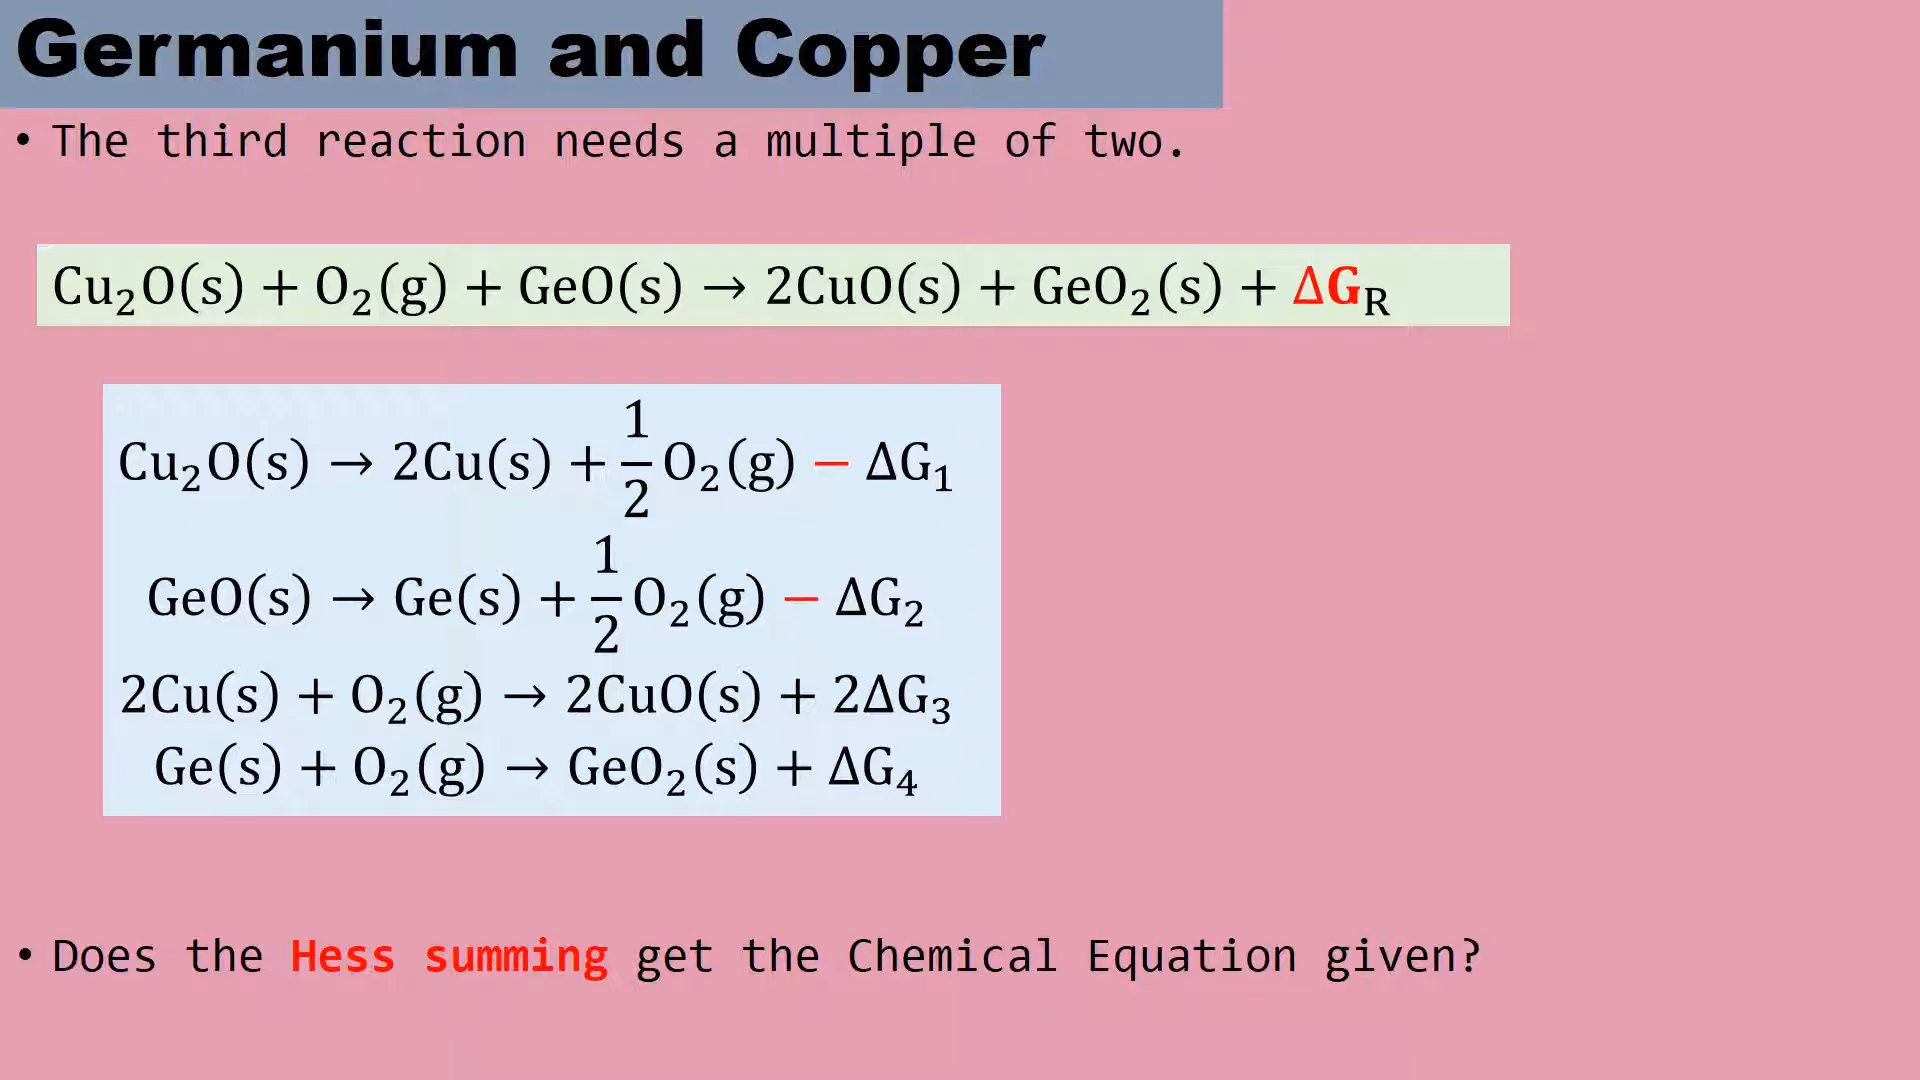 Germanium and Copper
• The third reaction needs a multiple of two.
Cu₂O(s) + O₂(g) + GeO(s) → 2CuO(s) + GeO₂(s) + ΔG_R
Cu₂O(s) → 2Cu(s) + 1/2 O₂(g) − ΔG₁
GeO(s) → Ge(s) + 1/2 O₂(g) − ΔG₂
2Cu(s) + O₂(g) → 2CuO(s) + 2ΔG₃
Ge(s) + O₂(g) → GeO₂(s) + ΔG₄
• Does the Hess summing get the Chemical Equation given?